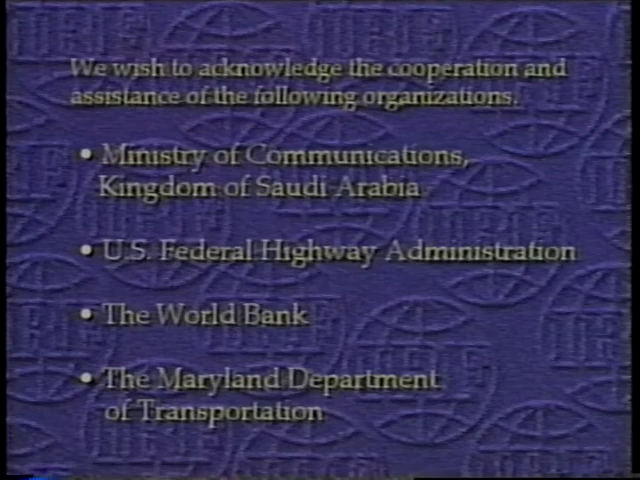 We wish to acknowledge the cooperation and
assistance of the following organizations.
• Ministry of Communications,
Kingdom of Saudi Arabia
• U.S. Federal Highway Administration
• The World Bank
• The Maryland Department
of Transportation